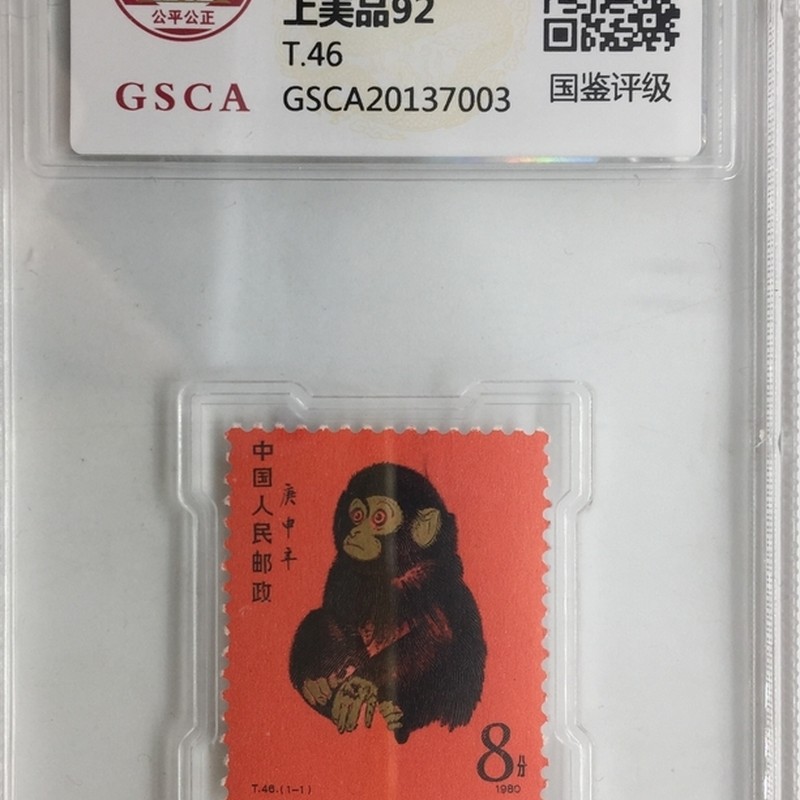 上美品92
公平公正
T.46
GSCA
GSCA20137003
国鉴评级
中国人民邮政
庚申年
8分
T.46.(1-1)
1980